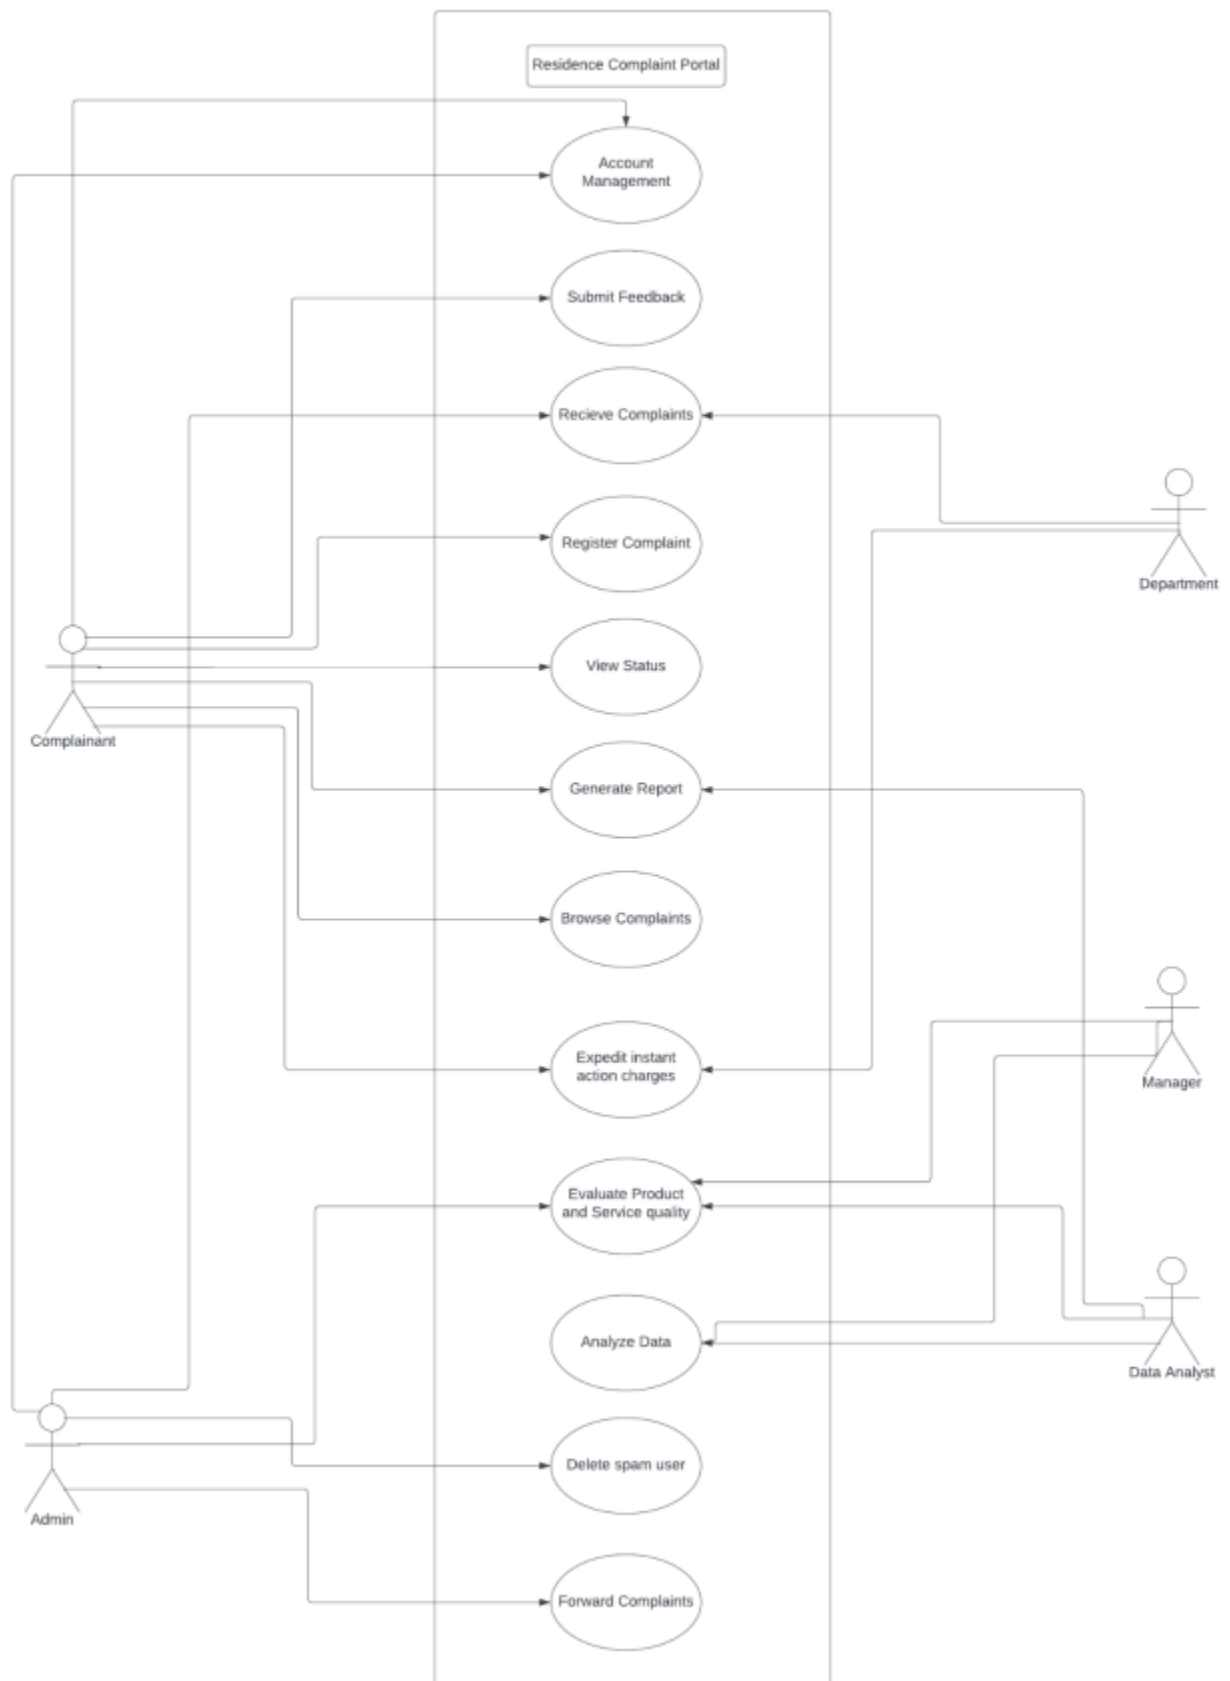 Residence Complaint Portal
Account
Management
Submit Feedback
Recieve Complaints
Register Complaint
Department
View Status
Complainant
Generate Report
Browse Complaints
Expedit instant
action charges
Manager
Evaluate Product
and Service quality
Analyze Data
Data Analyst
Delete spam user
Admin
Forward Complaints